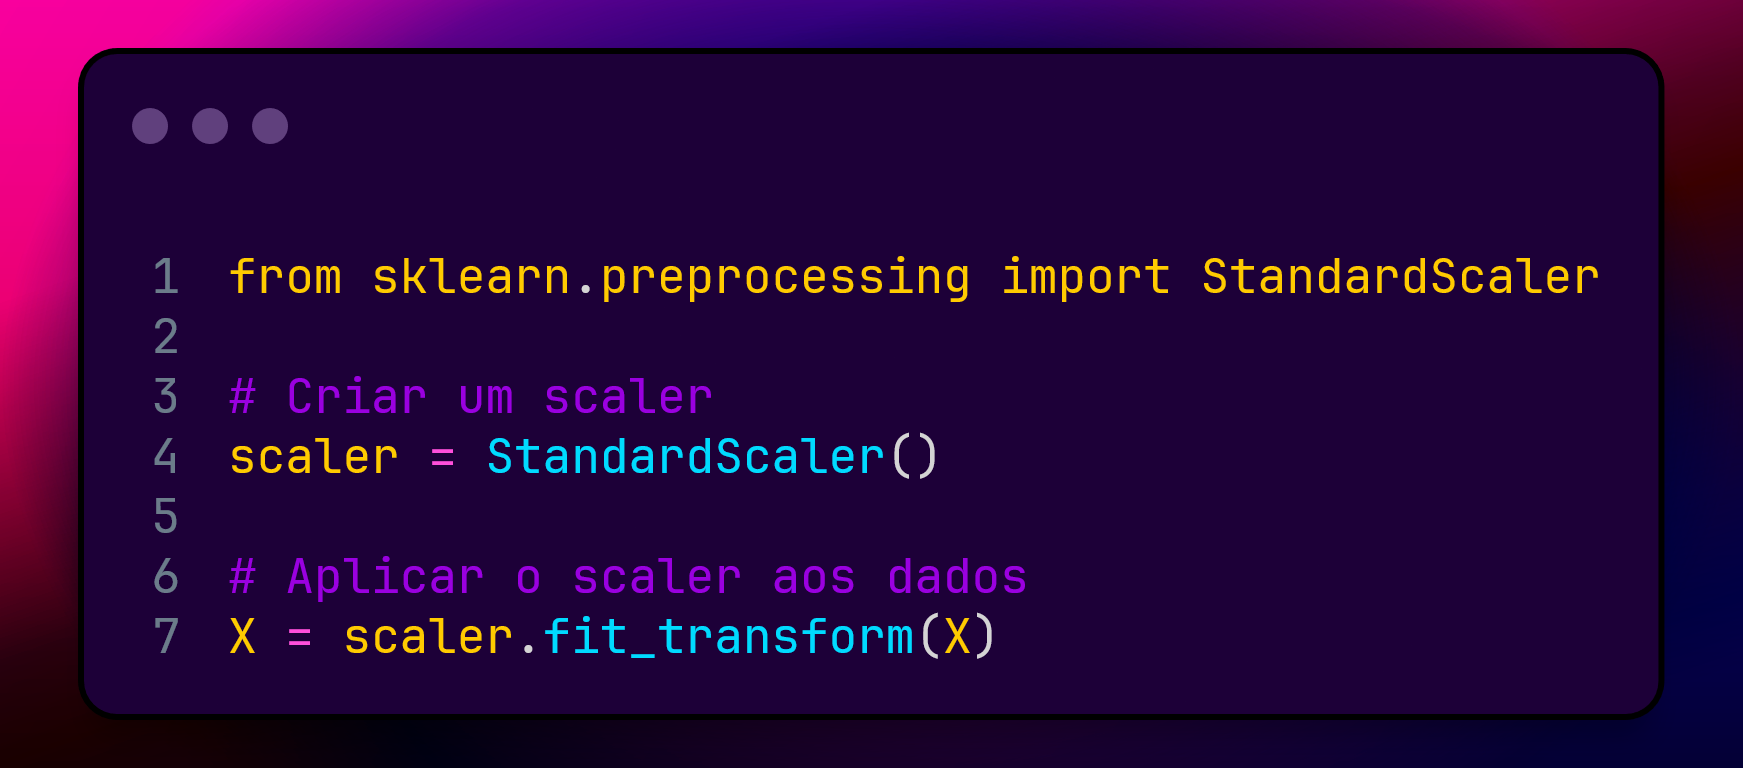 1 from sklearn.preprocessing import StandardScaler
2
3 # Criar um scaler
4 scaler = StandardScaler()
5
6 # Aplicar o scaler aos dados
7 X = scaler.fit_transform(X)